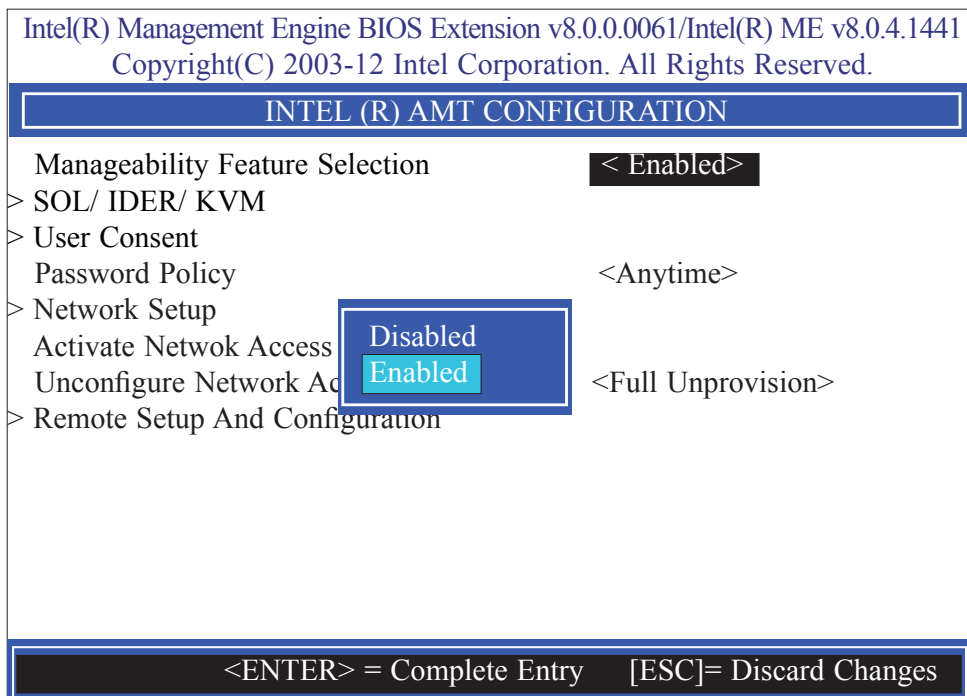 Intel(R) Management Engine BIOS Extension v8.0.0.0061/Intel(R) ME v8.0.4.1441
Copyright(C) 2003-12 Intel Corporation. All Rights Reserved.
INTEL (R) AMT CONFIGURATION
Manageability Feature Selection < Enabled>
> SOL/ IDER/ KVM
> User Consent
Password Policy <Anytime>
> Network Setup
Activate Netwok Access
Unconfigure Network Ac <Full Unprovision>
> Remote Setup And Configuration
Disabled
Enabled
<ENTER> = Complete Entry [ESC]= Discard Changes